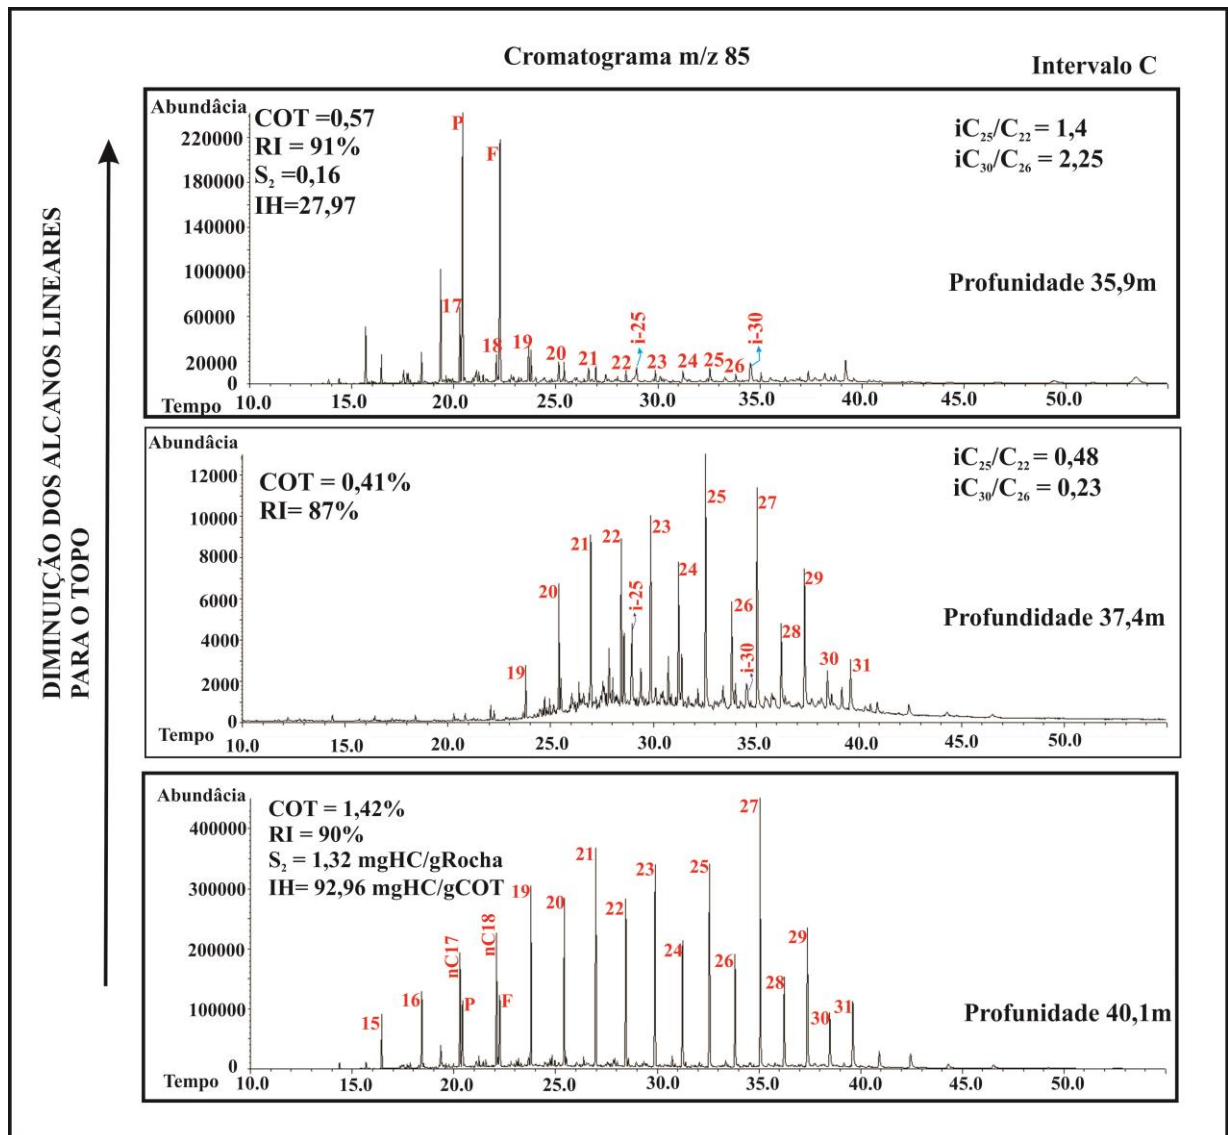 Cromatograma m/z 85
Intervalo C
DIMINUIÇÃO DOS ALCANOS LINEARES
PARA O TOPO
Abundâcia
COT =0,57
RI = 91%
S₂ =0,16
IH=27,97
iC₂₅/C₂₂ = 1,4
iC₃₀/C₂₆ = 2,25
Profunidade 35,9m
220000
180000
140000
100000
60000
20000
0
P
F
17
18
19
20
21
22
i-25
23
24
25
26
i-30
Tempo
10.0 15.0 20.0 25.0 30.0 35.0 40.0 45.0 50.0
Abundâcia
COT = 0,41%
RI= 87%
iC₂₅/C₂₂ = 0,48
iC₃₀/C₂₆ = 0,23
Profundidade 37,4m
12000
10000
8000
6000
4000
2000
0
19
20
21
22
i-25
23
24
25
26
i-30
27
28
29
30
31
Tempo
10.0 15.0 20.0 25.0 30.0 35.0 40.0 45.0 50.0
Abundâcia
COT = 1,42%
RI = 90%
S₂ = 1,32 mgHC/gRocha
IH= 92,96 mgHC/gCOT
Profunidade 40,1m
400000
300000
200000
100000
0
15
16
nC17
P
nC18
F
19
20
21
22
23
24
25
26
27
28
29
30
31
Tempo
10.0 15.0 20.0 25.0 30.0 35.0 40.0 45.0 50.0